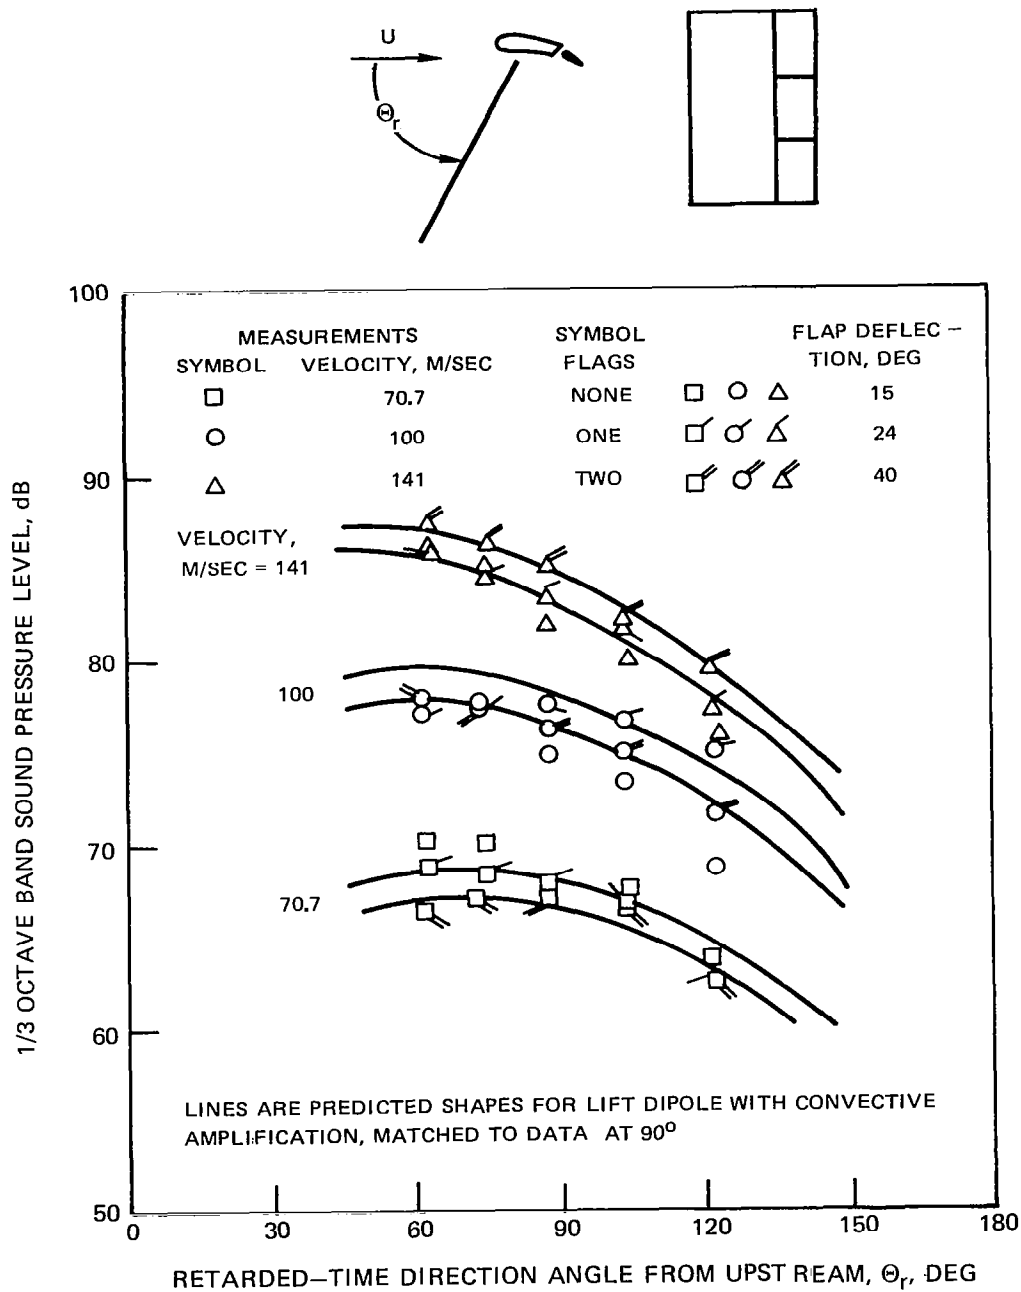 U
Θr
100
90
80
70
60
50
1/3 OCTAVE BAND SOUND PRESSURE LEVEL, dB
MEASUREMENTS
SYMBOL VELOCITY, M/SEC
70.7
100
141
SYMBOL
FLAGS
NONE
ONE
TWO
FLAP DEFLEC –
TION, DEG
15
24
40
VELOCITY,
M/SEC = 141
100
70.7
LINES ARE PREDICTED SHAPES FOR LIFT DIPOLE WITH CONVECTIVE
AMPLIFICATION, MATCHED TO DATA AT 90º
0 30 60 90 120 150 180
RETARDED–TIME DIRECTION ANGLE FROM UPST REAM, Θr, DEG